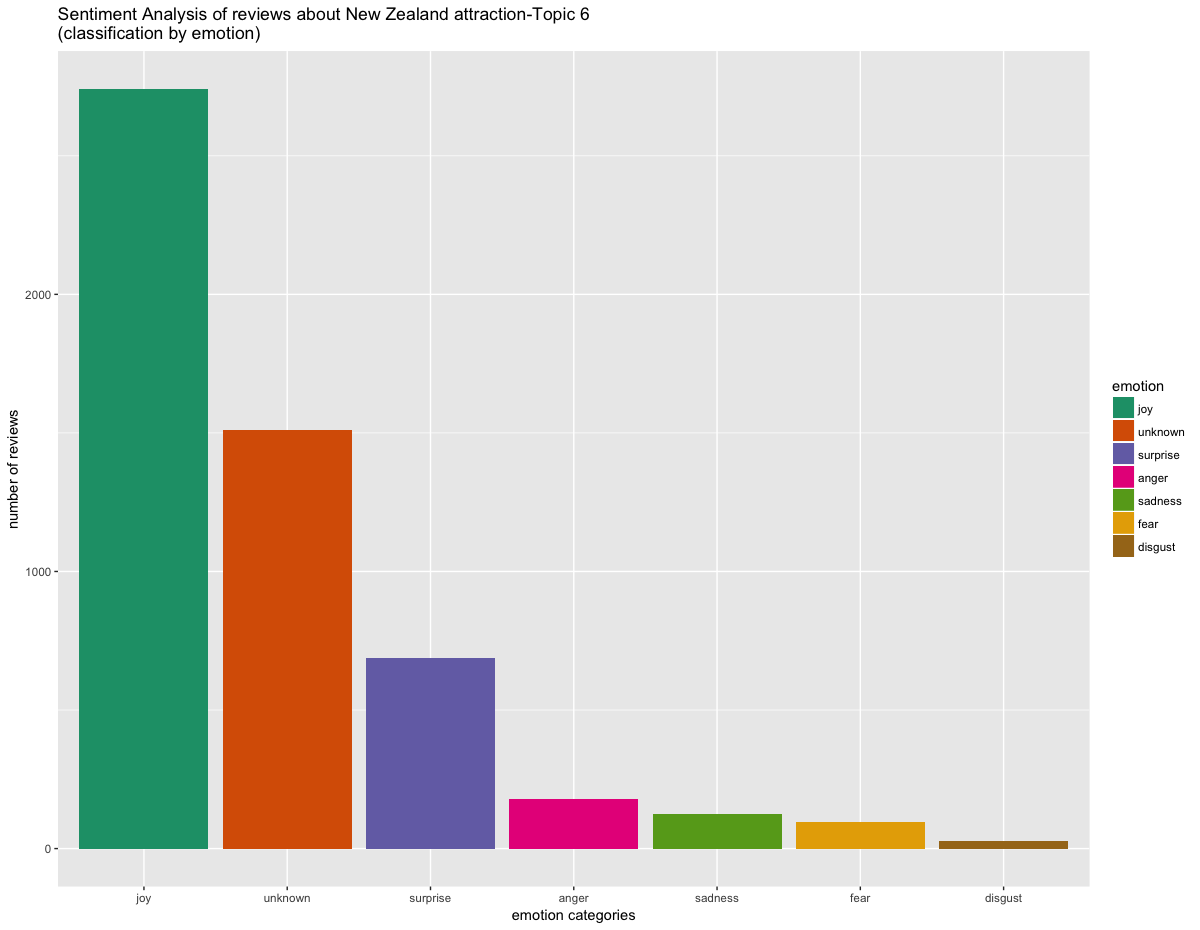 Sentiment Analysis of reviews about New Zealand attraction-Topic 6
(classification by emotion)
number of reviews
2000
1000
0
joy
unknown
surprise
anger
sadness
fear
disgust
emotion categories
emotion
joy
unknown
surprise
anger
sadness
fear
disgust